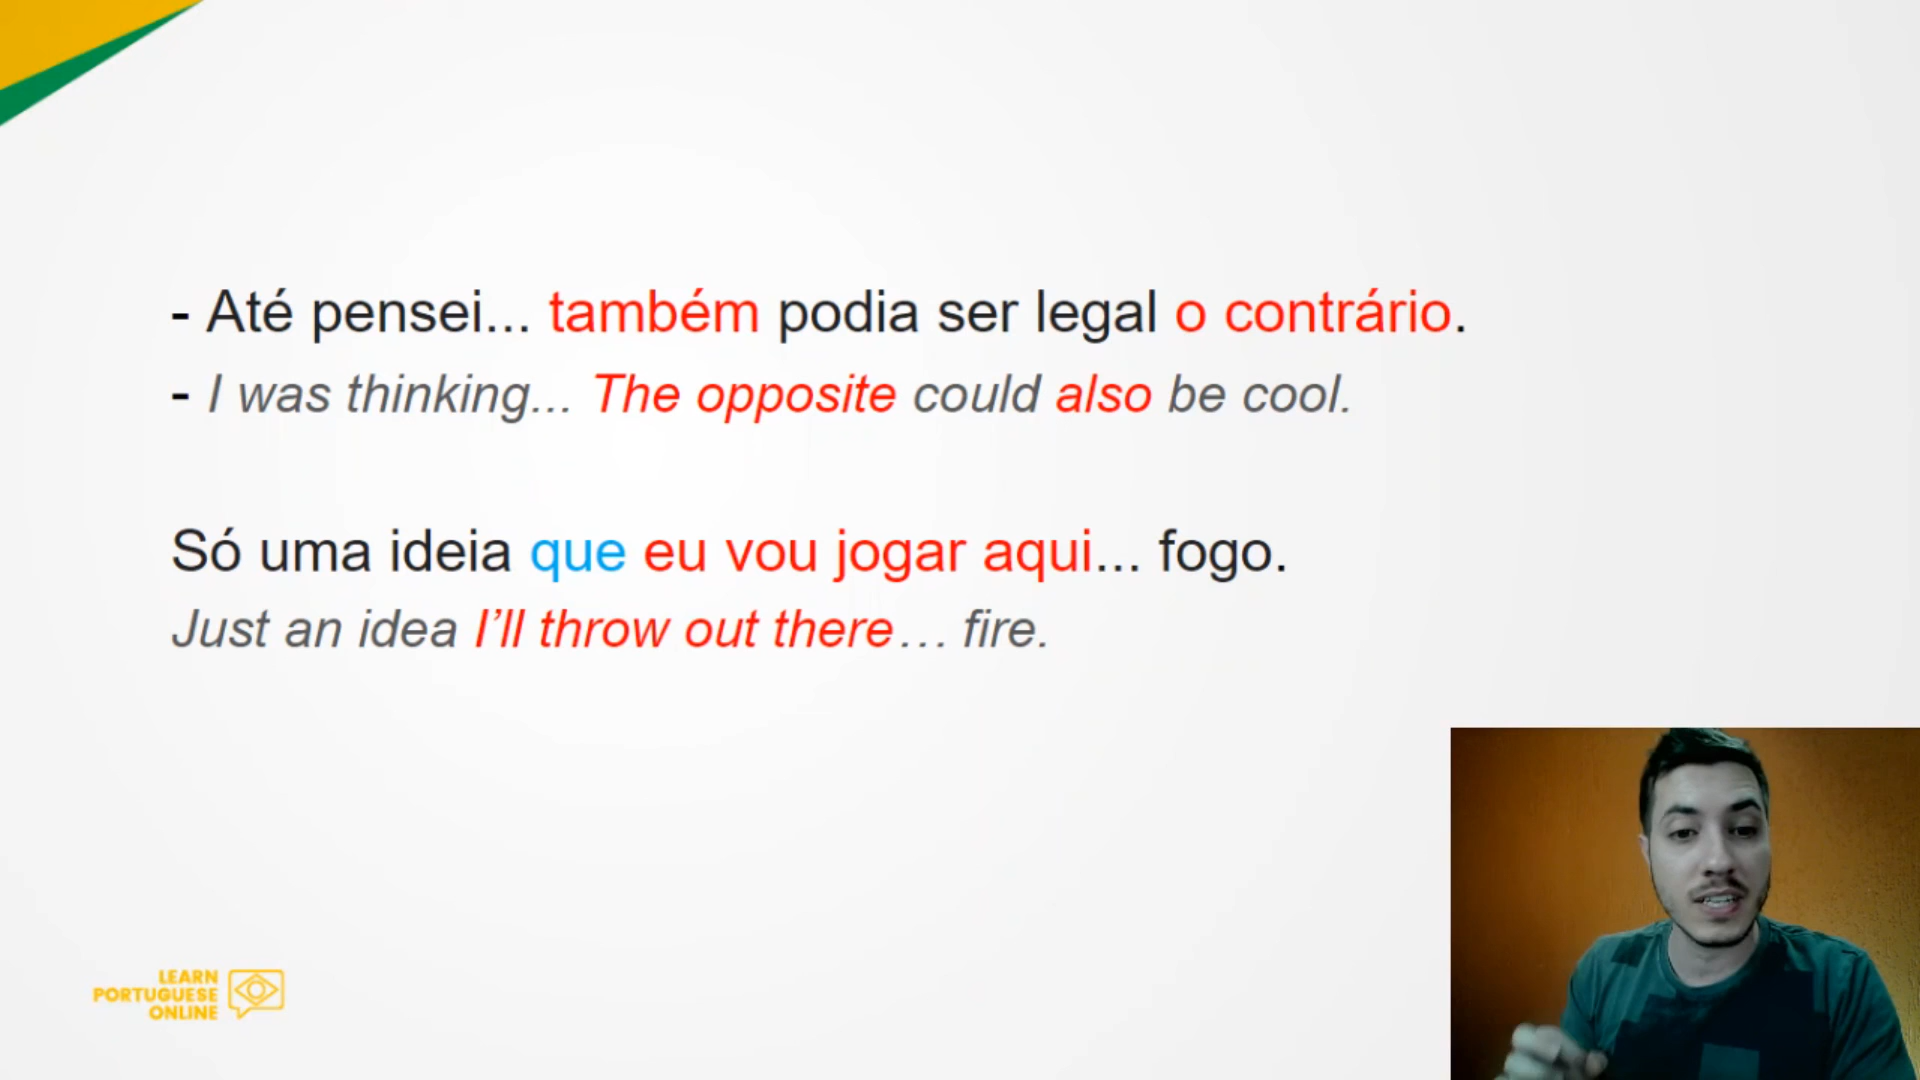 - Até pensei... também podia ser legal o contrário.
- I was thinking... The opposite could also be cool.
Só uma ideia que eu vou jogar aqui... fogo.
Just an idea I’ll throw out there… fire.
LEARN
PORTUGUESE
ONLINE